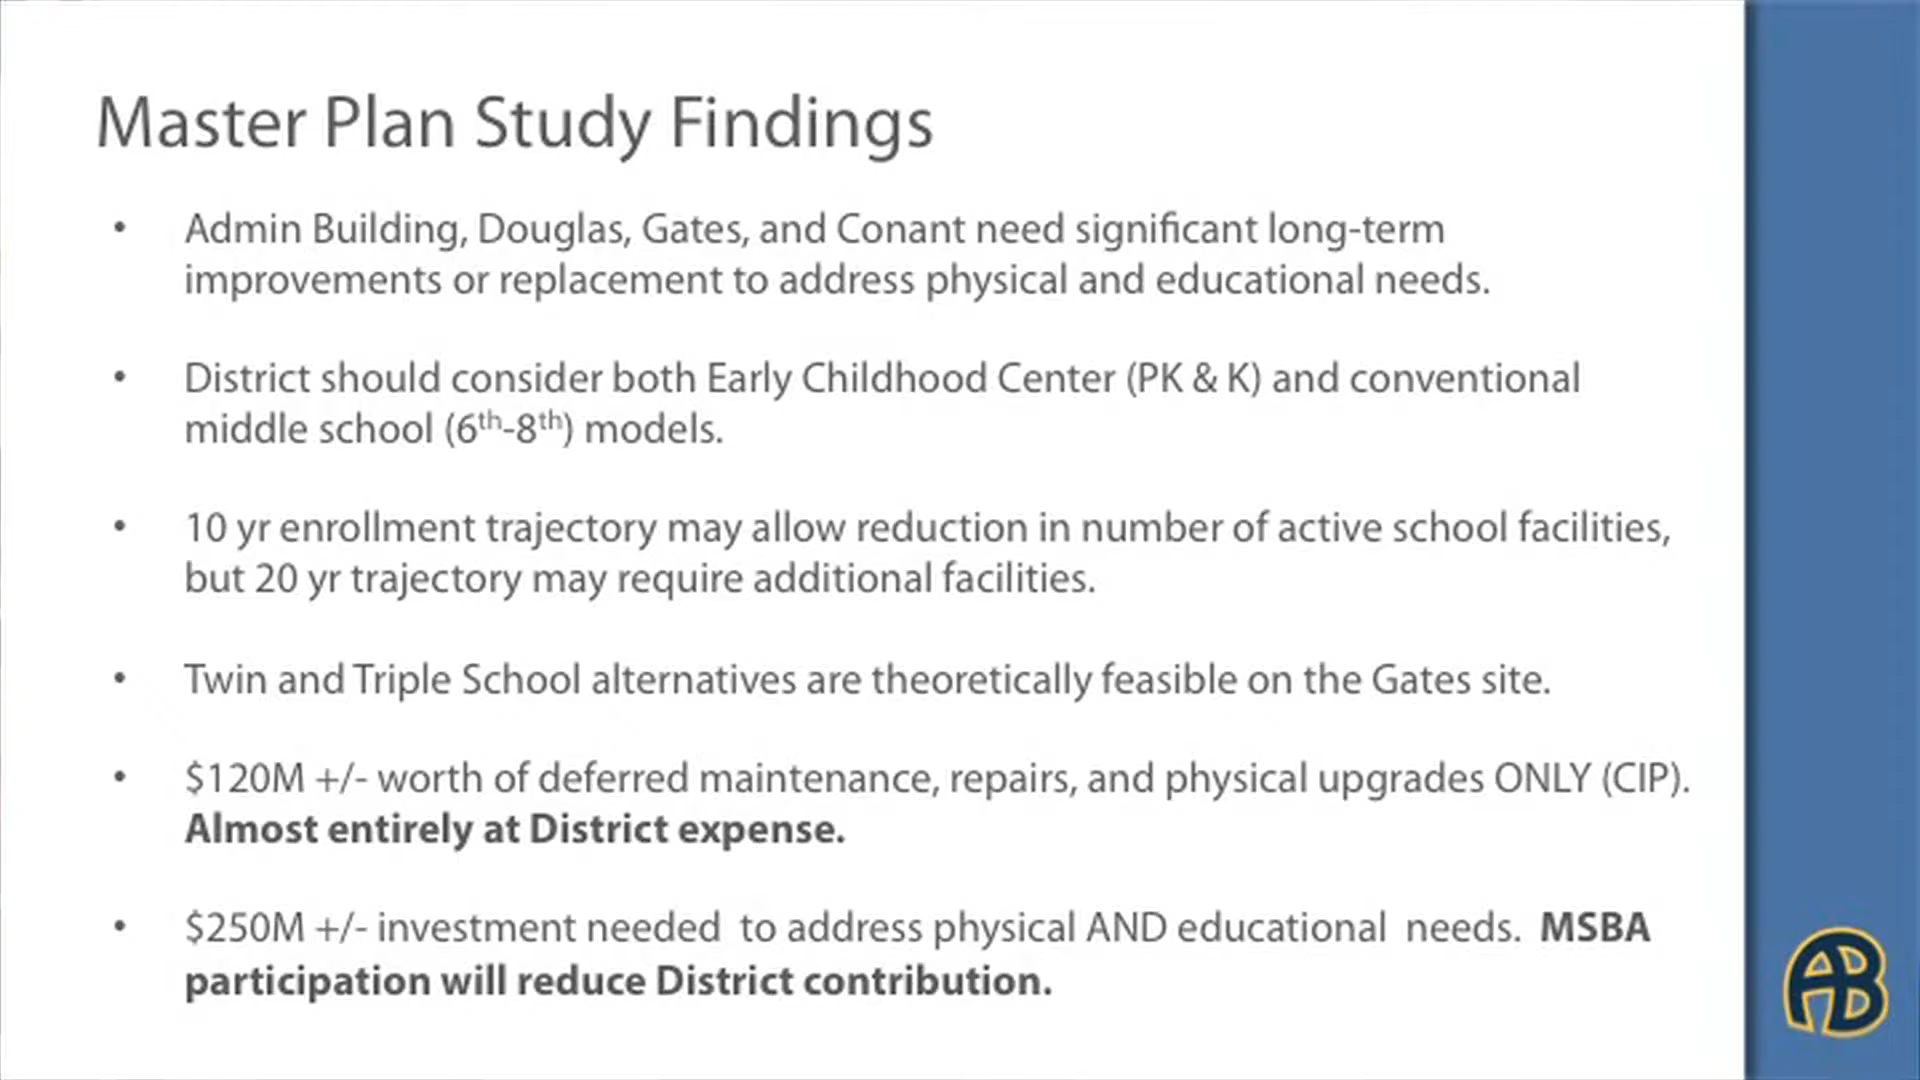 Master Plan Study Findings
• Admin Building, Douglas, Gates, and Conant need significant long-term
improvements or replacement to address physical and educational needs.
• District should consider both Early Childhood Center (PK & K) and conventional
middle school (6th-8th) models.
• 10 yr enrollment trajectory may allow reduction in number of active school facilities,
but 20 yr trajectory may require additional facilities.
• Twin and Triple School alternatives are theoretically feasible on the Gates site.
• $120M +/- worth of deferred maintenance, repairs, and physical upgrades ONLY (CIP).
Almost entirely at District expense.
• $250M +/- investment needed to address physical AND educational needs. MSBA
participation will reduce District contribution.
AB